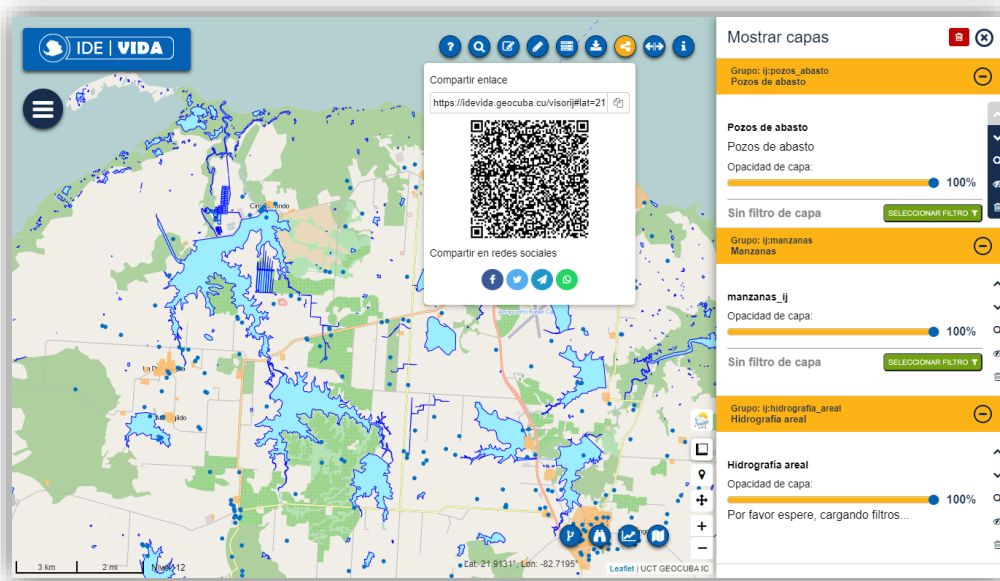 IDE | VIDA
?
i
Compartir enlace
https://idevida.geocuba.cu/visorij#lat=21
Compartir en redes sociales
3 km
2 mi
Nivel 12
Lat: 21.9131°, Lon: -82.7195°
Leaflet | UCT GEOCUBA IC
+
−
Mostrar capas
Grupo: ij:pozos_abasto
Pozos de abasto
Pozos de abasto
Pozos de abasto
Opacidad de capa:
100%
Sin filtro de capa
SELECCIONAR FILTRO
Grupo: ij:manzanas
Manzanas
manzanas_ij
Opacidad de capa:
100%
Sin filtro de capa
SELECCIONAR FILTRO
Grupo: ij:hidrografia_areal
Hidrografía areal
Hidrografía areal
Opacidad de capa:
100%
Por favor espere, cargando filtros...